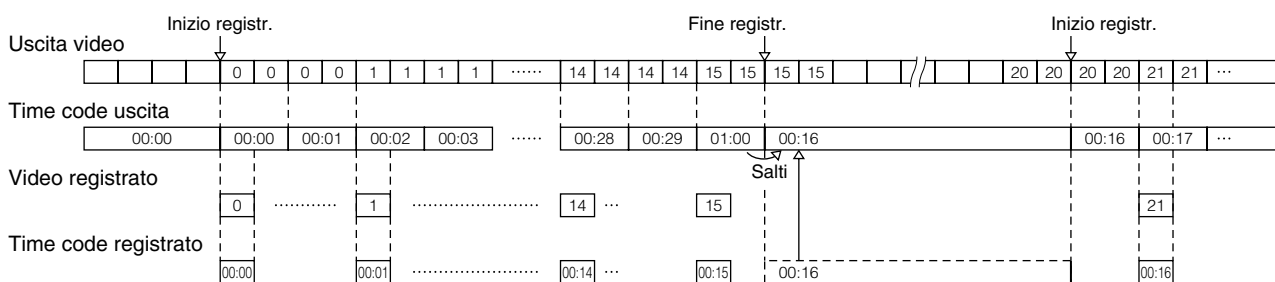 Inizio registr. Fine registr. Inizio registr.
Uscita video
0 0 0 0 1 1 1 1 ······ 14 14 14 14 15 15 15 15 20 20 20 20 21 21 ···
Time code uscita
00:00 00:00 00:01 00:02 00:03 ······ 00:28 00:29 01:00 00:16 00:16 00:17 ···
Salti
Video registrato
0 ··········· 1 ······················ 14 ··· 15 21
Time code registrato
00:00 00:01 ······················ 00:14 ··· 00:15 00:16 00:16